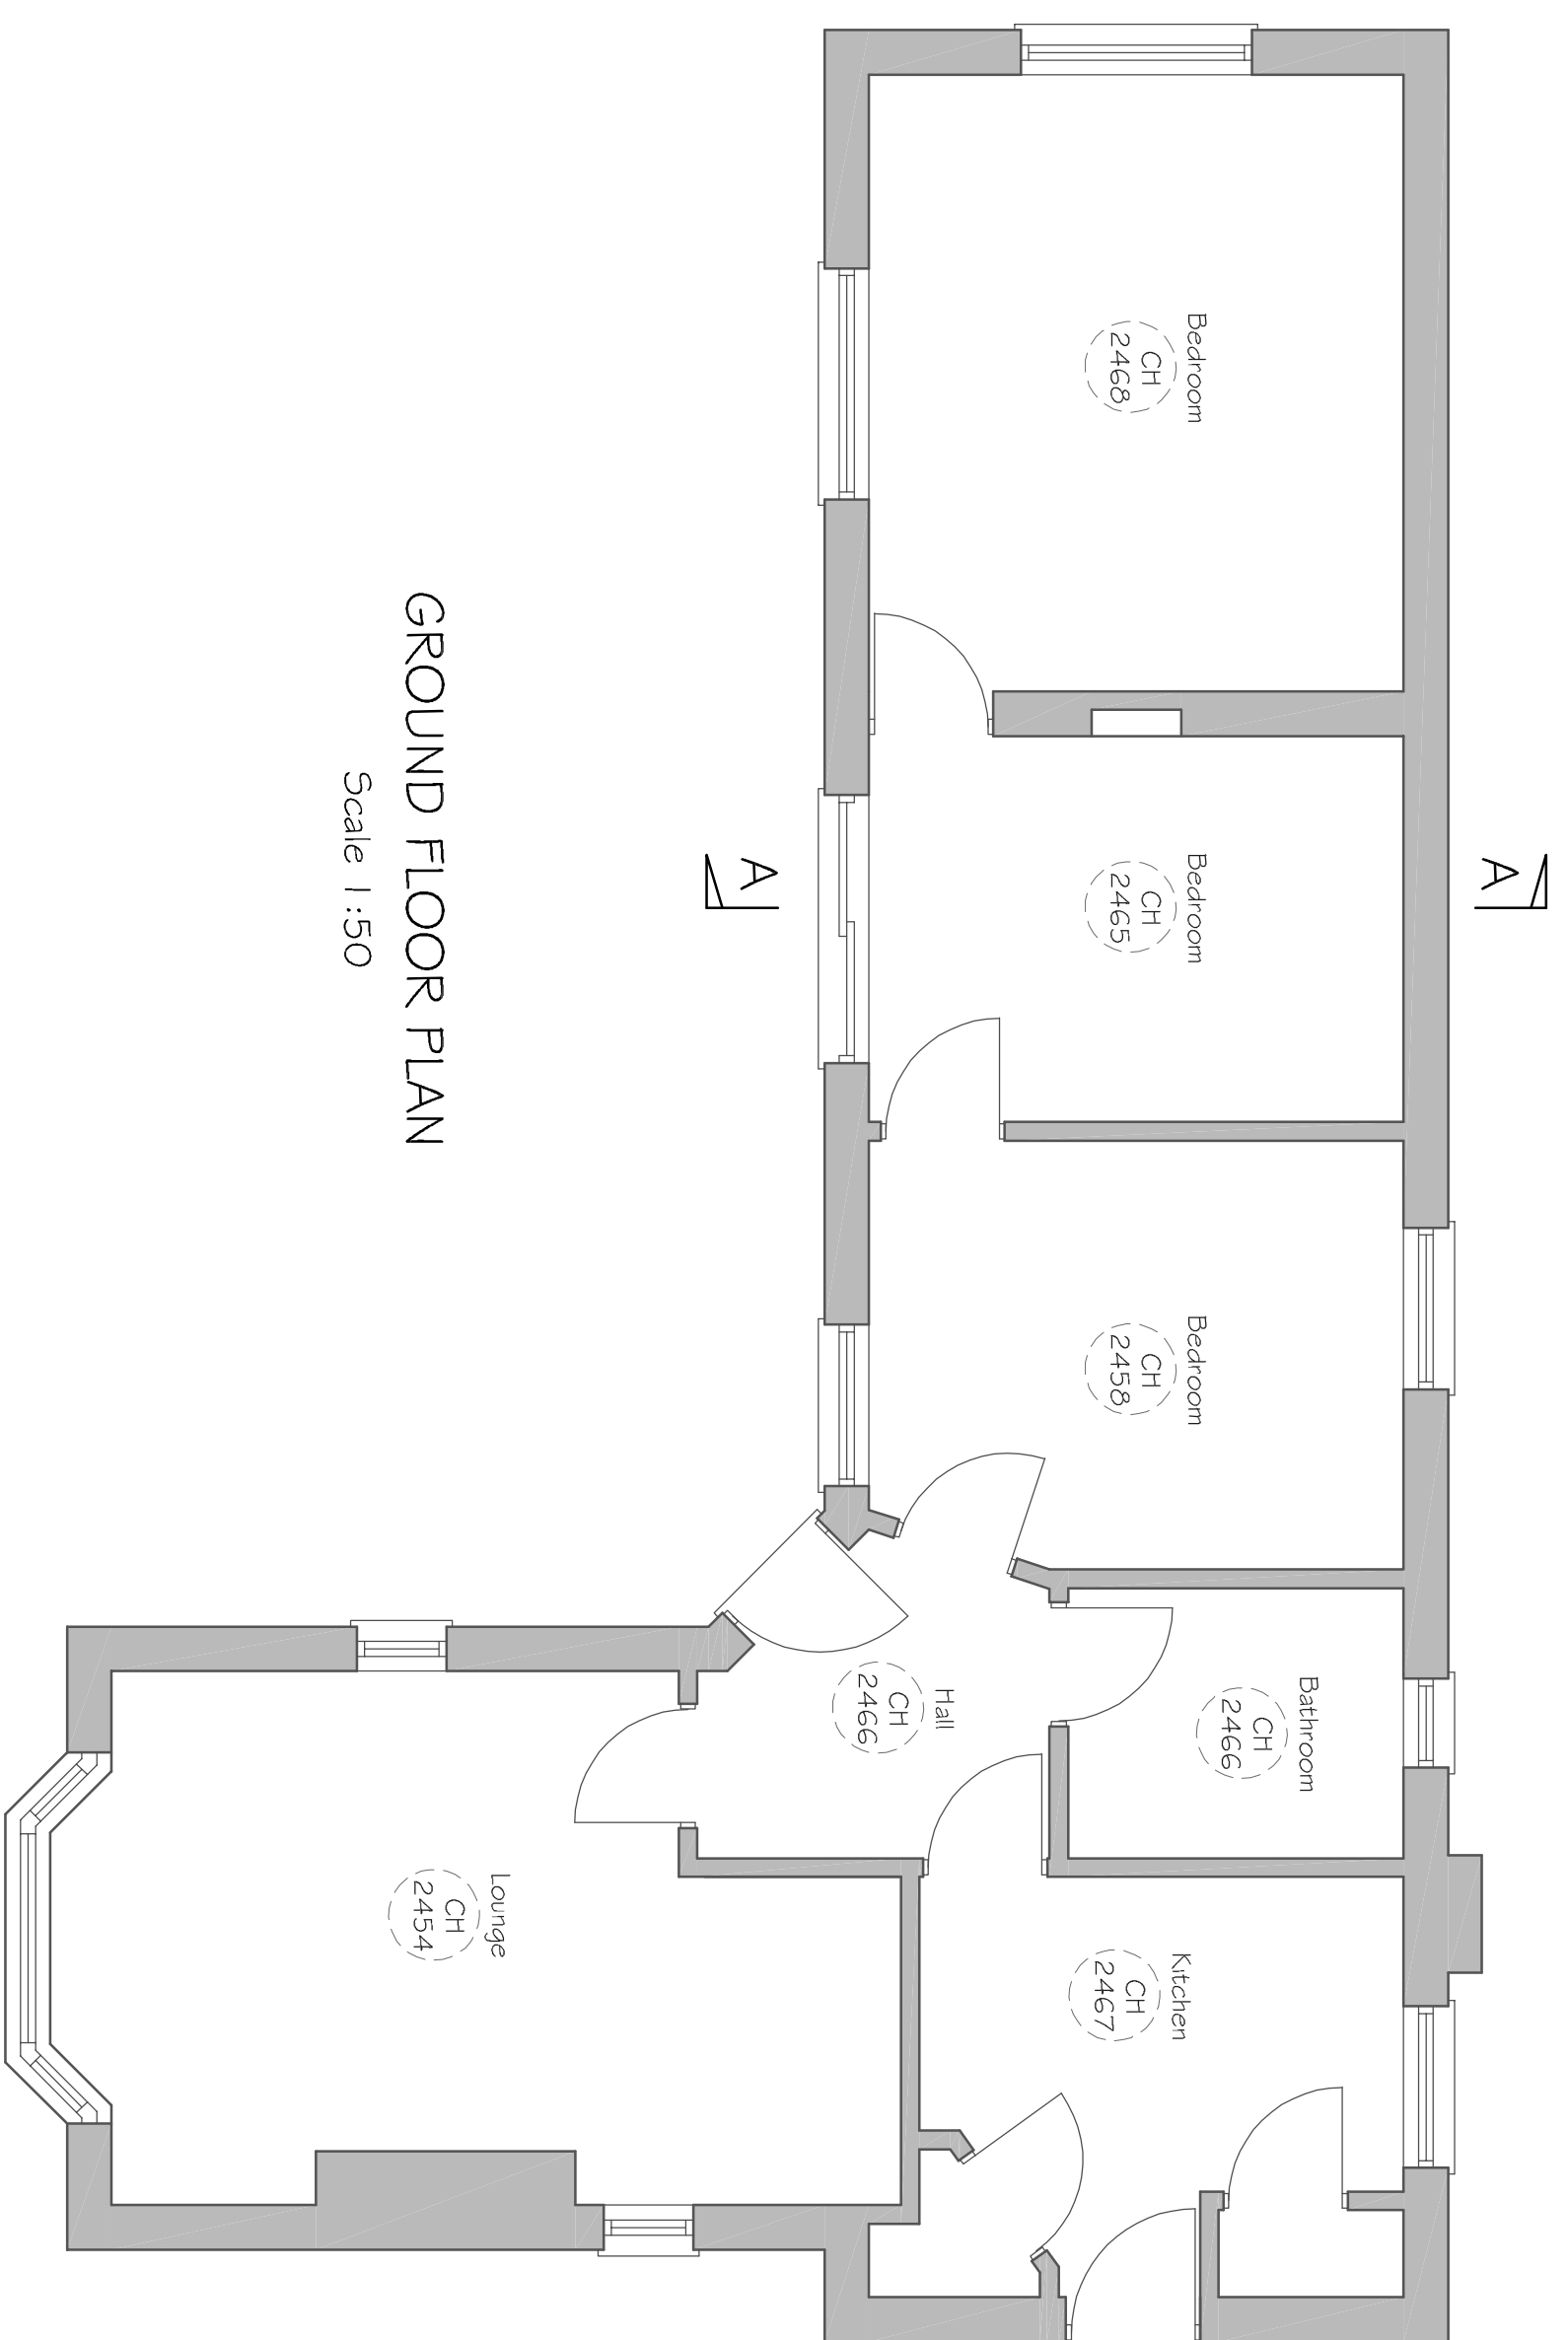 Bedroom
CH
2468
Bedroom
CH
2465
Bedroom
CH
2458
Bathroom
CH
2466
Hall
CH
2466
Kitchen
CH
2467
Lounge
CH
2454
A
A
GROUND FLOOR PLAN
Scale 1:50